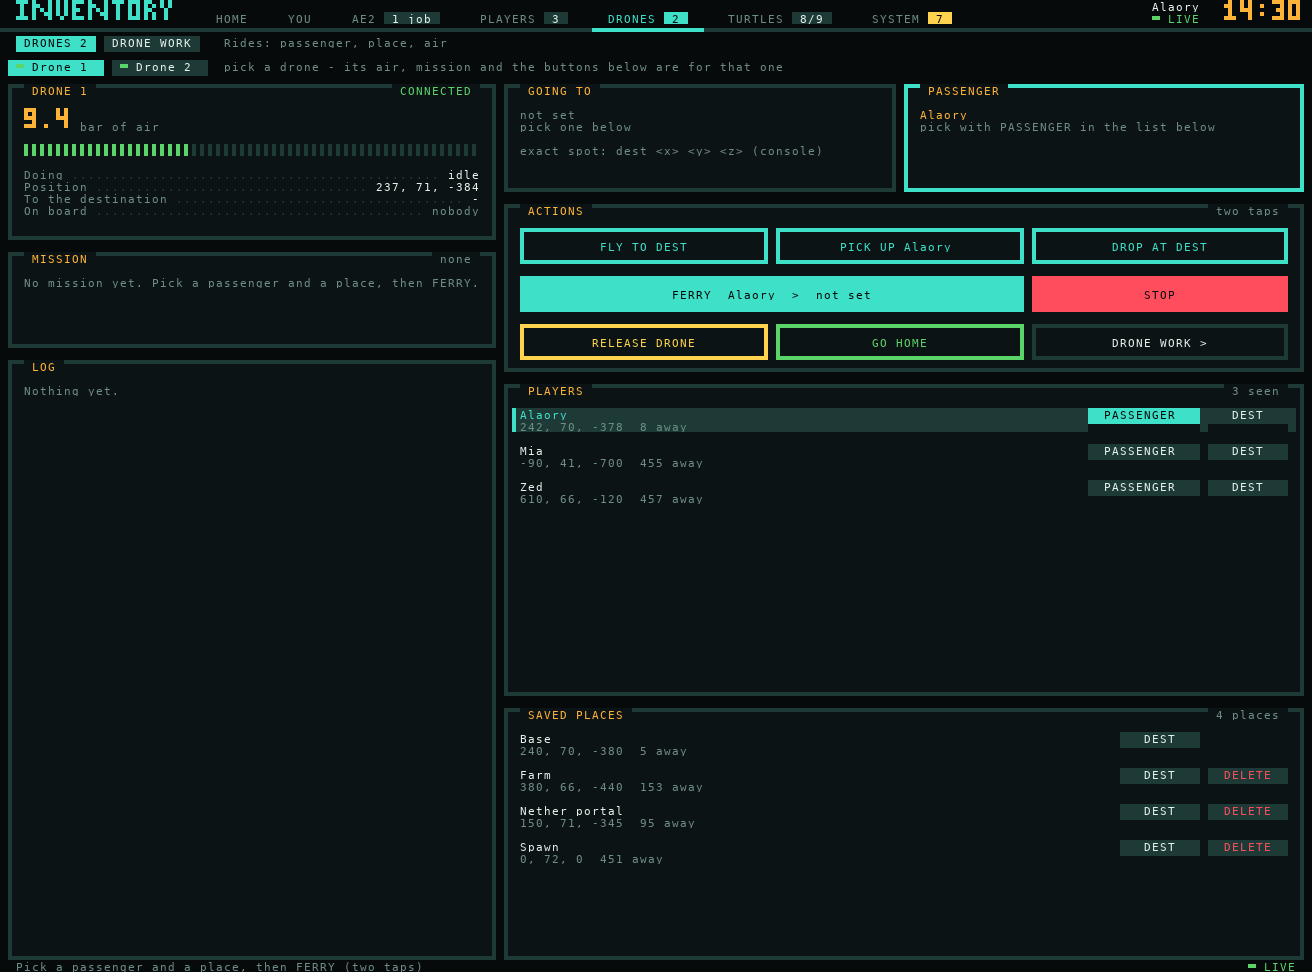 INVENTORY HOME YOU AE2 1 job PLAYERS 3 DRONES 2 TURTLES 8/9 SYSTEM 7 Alaory LIVE 14:30
DRONES 2 DRONE WORK Rides: passenger, place, air
Drone 1 Drone 2 pick a drone - its air, mission and the buttons below are for that one
DRONE 1 CONNECTED
9.4 bar of air
Doing idle
Position 237, 71, -384
To the destination -
On board nobody
MISSION none
No mission yet. Pick a passenger and a place, then FERRY.
LOG
Nothing yet.
GOING TO
not set
pick one below
exact spot: dest <x> <y> <z> (console)
PASSENGER
Alaory
pick with PASSENGER in the list below
ACTIONS two taps
FLY TO DEST PICK UP Alaory DROP AT DEST
FERRY Alaory > not set STOP
RELEASE DRONE GO HOME DRONE WORK >
PLAYERS 3 seen
Alaory PASSENGER DEST
242, 70, -378 8 away
Mia PASSENGER DEST
-90, 41, -700 455 away
Zed PASSENGER DEST
610, 66, -120 457 away
SAVED PLACES 4 places
Base DEST
240, 70, -380 5 away
Farm DEST DELETE
380, 66, -440 153 away
Nether portal DEST DELETE
150, 71, -345 95 away
Spawn DEST DELETE
0, 72, 0 451 away
Pick a passenger and a place, then FERRY (two taps) LIVE